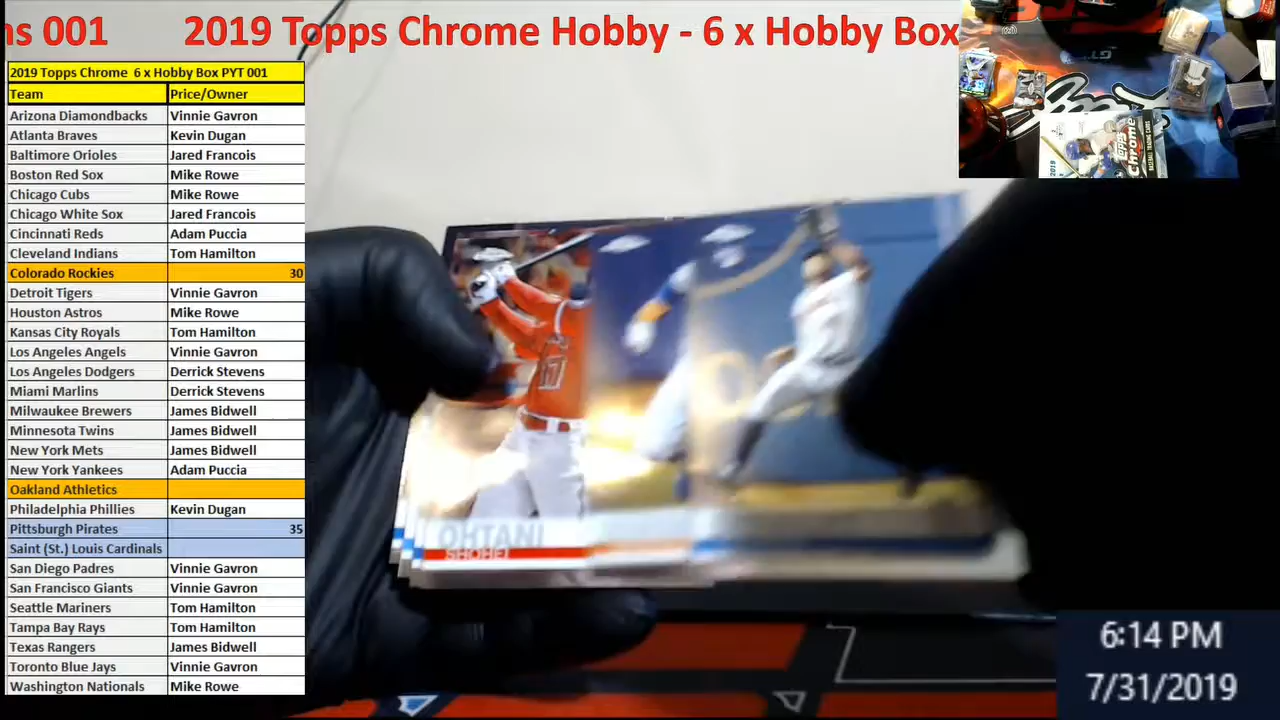 ns 001 2019 Topps Chrome Hobby - 6 x Hobby Box
2019 Topps Chrome 6 x Hobby Box PYT 001
Team Price/Owner
Arizona Diamondbacks Vinnie Gavron
Atlanta Braves Kevin Dugan
Baltimore Orioles Jared Francois
Boston Red Sox Mike Rowe
Chicago Cubs Mike Rowe
Chicago White Sox Jared Francois
Cincinnati Reds Adam Puccia
Cleveland Indians Tom Hamilton
Colorado Rockies 30
Detroit Tigers Vinnie Gavron
Houston Astros Mike Rowe
Kansas City Royals Tom Hamilton
Los Angeles Angels Vinnie Gavron
Los Angeles Dodgers Derrick Stevens
Miami Marlins Derrick Stevens
Milwaukee Brewers James Bidwell
Minnesota Twins James Bidwell
New York Mets James Bidwell
New York Yankees Adam Puccia
Oakland Athletics
Philadelphia Phillies Kevin Dugan
Pittsburgh Pirates 35
Saint (St.) Louis Cardinals
San Diego Padres Vinnie Gavron
San Francisco Giants Vinnie Gavron
Seattle Mariners Tom Hamilton
Tampa Bay Rays Tom Hamilton
Texas Rangers James Bidwell
Toronto Blue Jays Vinnie Gavron
Washington Nationals Mike Rowe
OHTANI
SHOHEI
17
TOPPS
Chrome
6:14 PM
7/31/2019